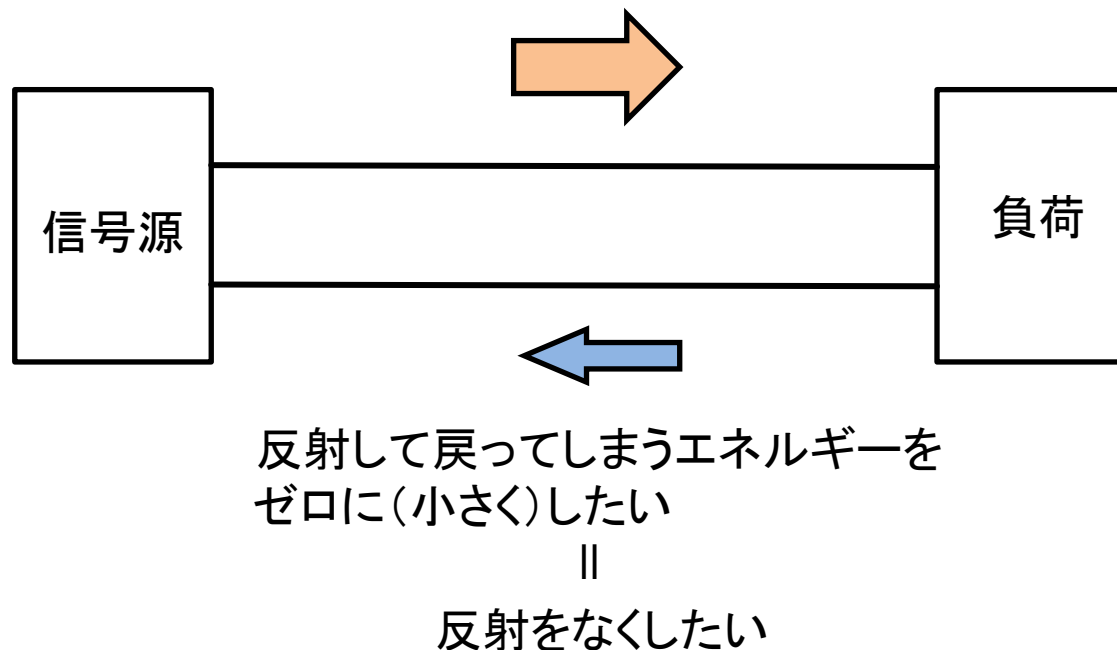 信号源
負荷
反射して戻ってしまうエネルギーを
ゼロに（小さく）したい
||
反射をなくしたい